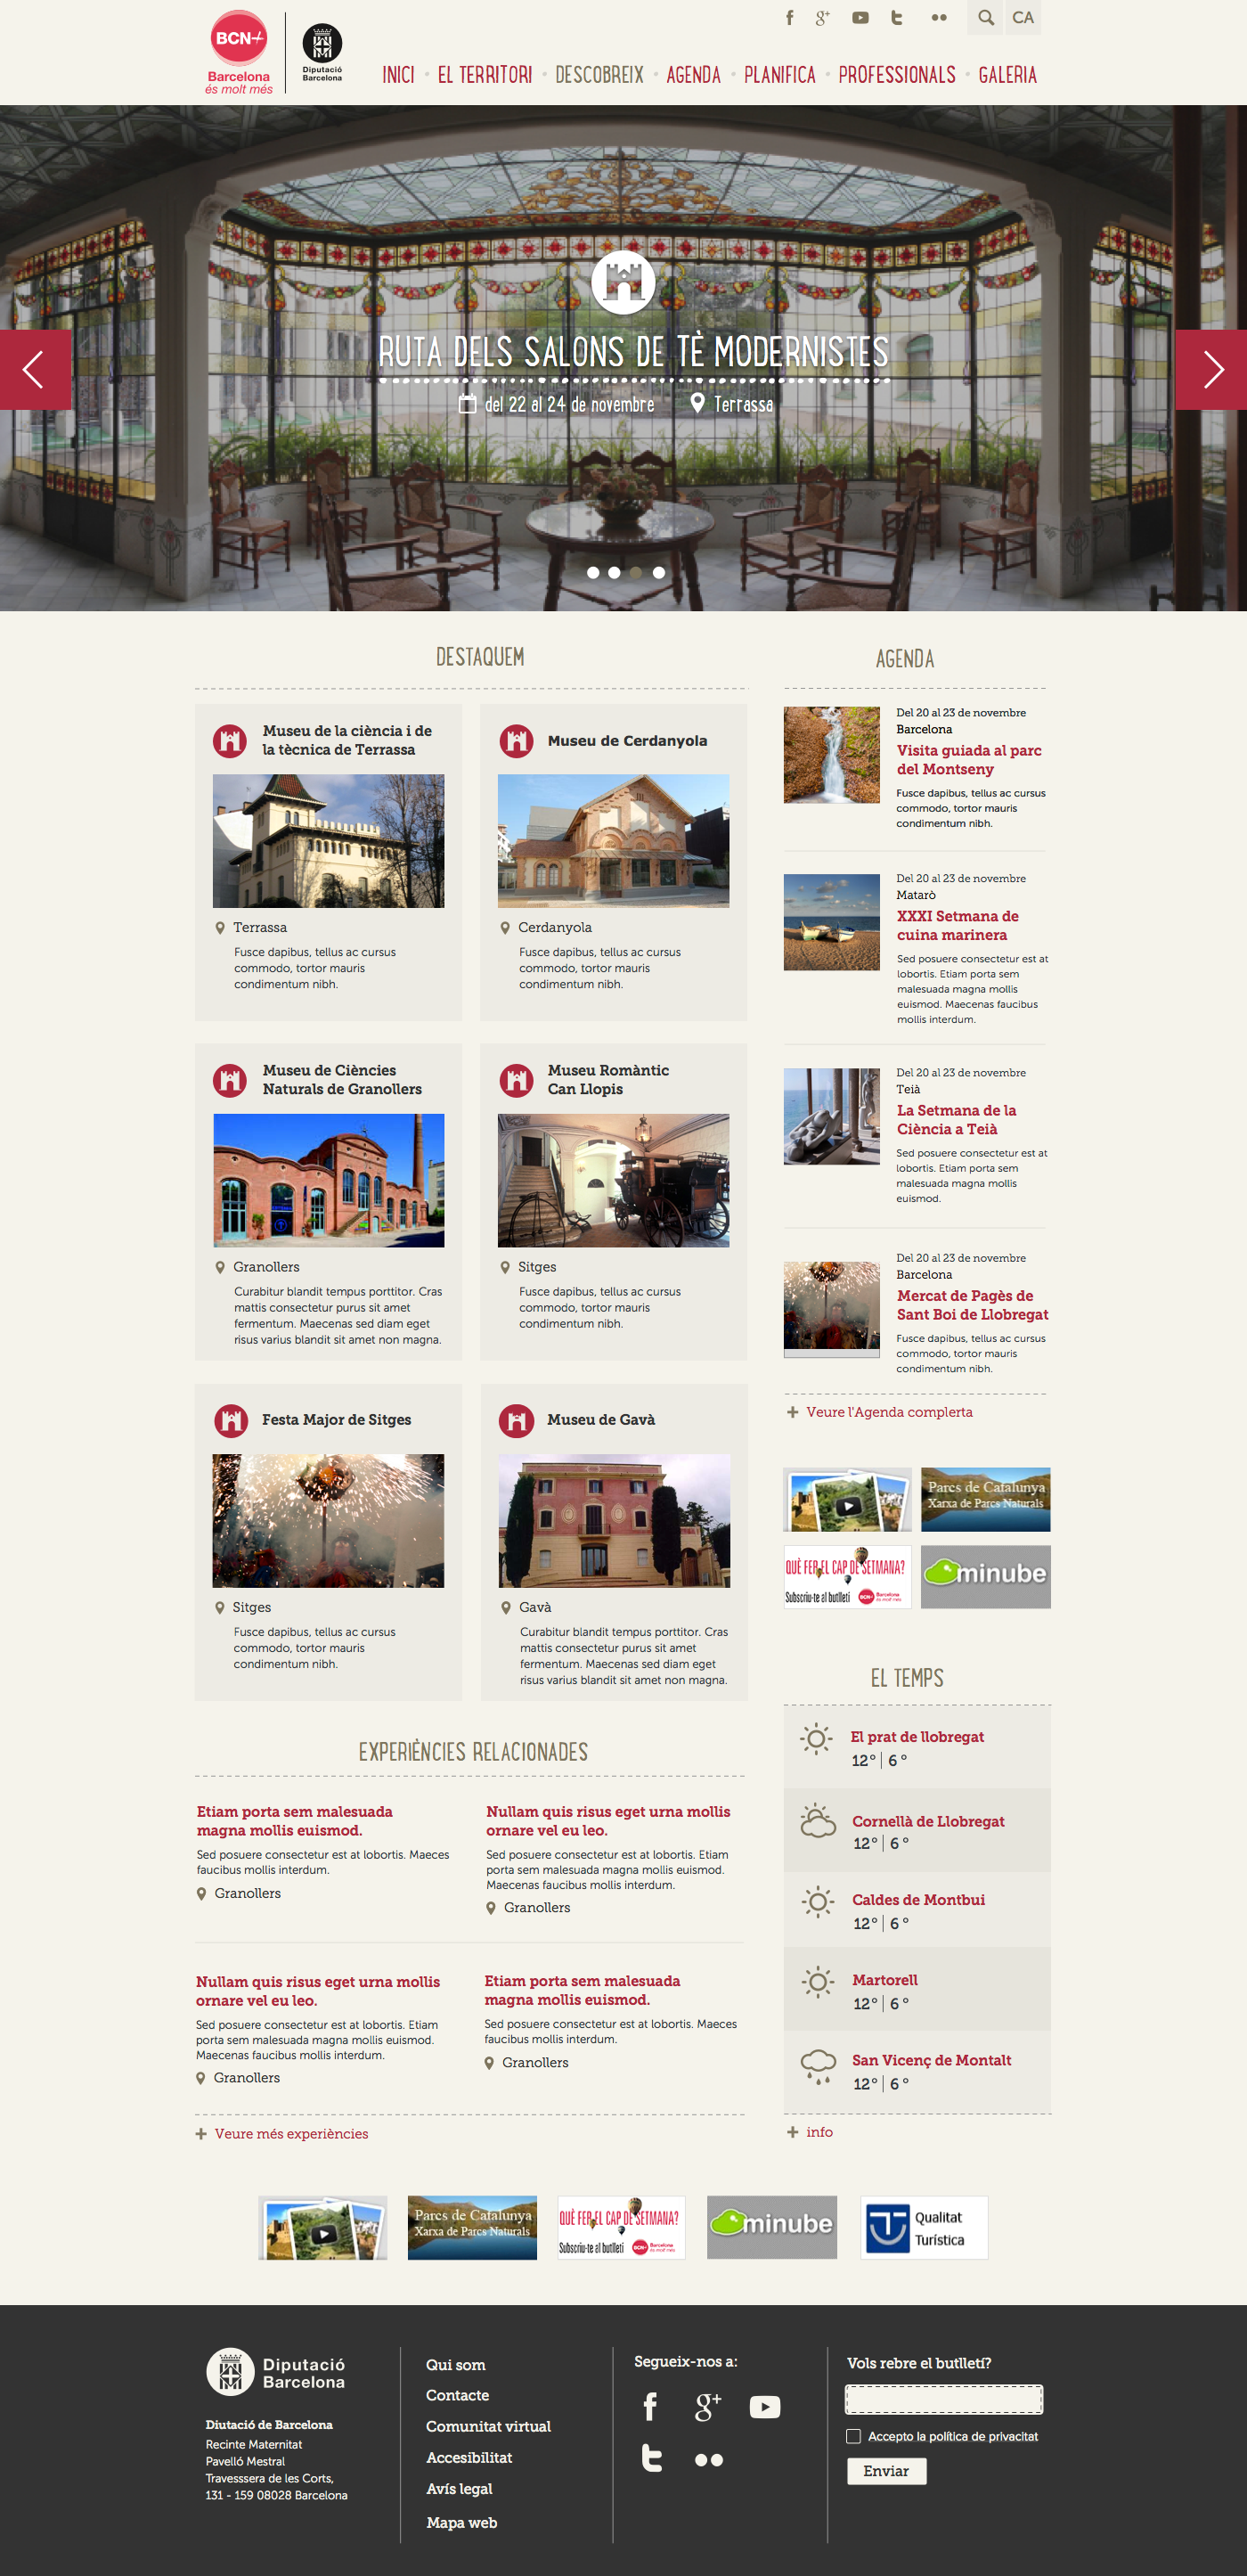 BCN+
Barcelona
és molt més
Diputació
Barcelona
CA
INICI
EL TERRITORI
DESCOBREIX
AGENDA
PLANIFICA
PROFESSIONALS
GALERIA
RUTA DELS SALONS DE TÈ MODERNISTES
del 22 al 24 de novembre
Terrassa
DESTAQUEM
Museu de la ciència i de
la tècnica de Terrassa
Terrassa
Fusce dapibus, tellus ac cursus
commodo, tortor mauris
condimentum nibh.
Museu de Cerdanyola
Cerdanyola
Fusce dapibus, tellus ac cursus
commodo, tortor mauris
condimentum nibh.
Museu de Ciències
Naturals de Granollers
Granollers
Curabitur blandit tempus porttitor. Cras
mattis consectetur purus sit amet
fermentum. Maecenas sed diam eget
risus varius blandit sit amet non magna.
Museu Romàntic
Can Llopis
Sitges
Fusce dapibus, tellus ac cursus
commodo, tortor mauris
condimentum nibh.
Festa Major de Sitges
Sitges
Fusce dapibus, tellus ac cursus
commodo, tortor mauris
condimentum nibh.
Museu de Gavà
Gavà
Curabitur blandit tempus porttitor. Cras
mattis consectetur purus sit amet
fermentum. Maecenas sed diam eget
risus varius blandit sit amet non magna.
AGENDA
Del 20 al 23 de novembre
Barcelona
Visita guiada al parc
del Montseny
Fusce dapibus, tellus ac cursus
commodo, tortor mauris
condimentum nibh.
Del 20 al 23 de novembre
Mataró
XXXI Setmana de
cuina marinera
Sed posuere consectetur est at
lobortis. Etiam porta sem
malesuada magna mollis
euismod. Maecenas faucibus
mollis interdum.
Del 20 al 23 de novembre
Teià
La Setmana de la
Ciència a Teià
Sed posuere consectetur est at
lobortis. Etiam porta sem
malesuada magna mollis
euismod.
Del 20 al 23 de novembre
Barcelona
Mercat de Pagès de
Sant Boi de Llobregat
Fusce dapibus, tellus ac cursus
commodo, tortor mauris
condimentum nibh.
Veure l'Agenda complerta
Parcs de Catalunya
Xarxa de Parcs Naturals
QUÈ FER EL CAP DE SETMANA?
Subscriu-te al butlletí
BCN+ Barcelona
és molt més
minube
EL TEMPS
El prat de llobregat
12° | 6 °
Cornellà de Llobregat
12° | 6 °
Caldes de Montbui
12° | 6 °
Martorell
12° | 6 °
San Vicenç de Montalt
12° | 6 °
info
EXPERIÈNCIES RELACIONADES
Etiam porta sem malesuada
magna mollis euismod.
Sed posuere consectetur est at lobortis. Maeces
faucibus mollis interdum.
Granollers
Nullam quis risus eget urna mollis
ornare vel eu leo.
Sed posuere consectetur est at lobortis. Etiam
porta sem malesuada magna mollis euismod.
Maecenas faucibus mollis interdum.
Granollers
Nullam quis risus eget urna mollis
ornare vel eu leo.
Sed posuere consectetur est at lobortis. Etiam
porta sem malesuada magna mollis euismod.
Maecenas faucibus mollis interdum.
Granollers
Etiam porta sem malesuada
magna mollis euismod.
Sed posuere consectetur est at lobortis. Maeces
faucibus mollis interdum.
Granollers
Veure més experiències
Parcs de Catalunya
Xarxa de Parcs Naturals
QUÈ FER EL CAP DE SETMANA?
Subscriu-te al butlletí
BCN+ Barcelona
és molt més
minube
Qualitat
Turística
Diputació
Barcelona
Diutació de Barcelona
Recinte Maternitat
Pavelló Mestral
Travesssera de les Corts,
131 - 159 08028 Barcelona
Qui som
Contacte
Comunitat virtual
Accesibilitat
Avís legal
Mapa web
Segueix-nos a:
Vols rebre el butlletí?
Accepto la política de privacitat
Enviar